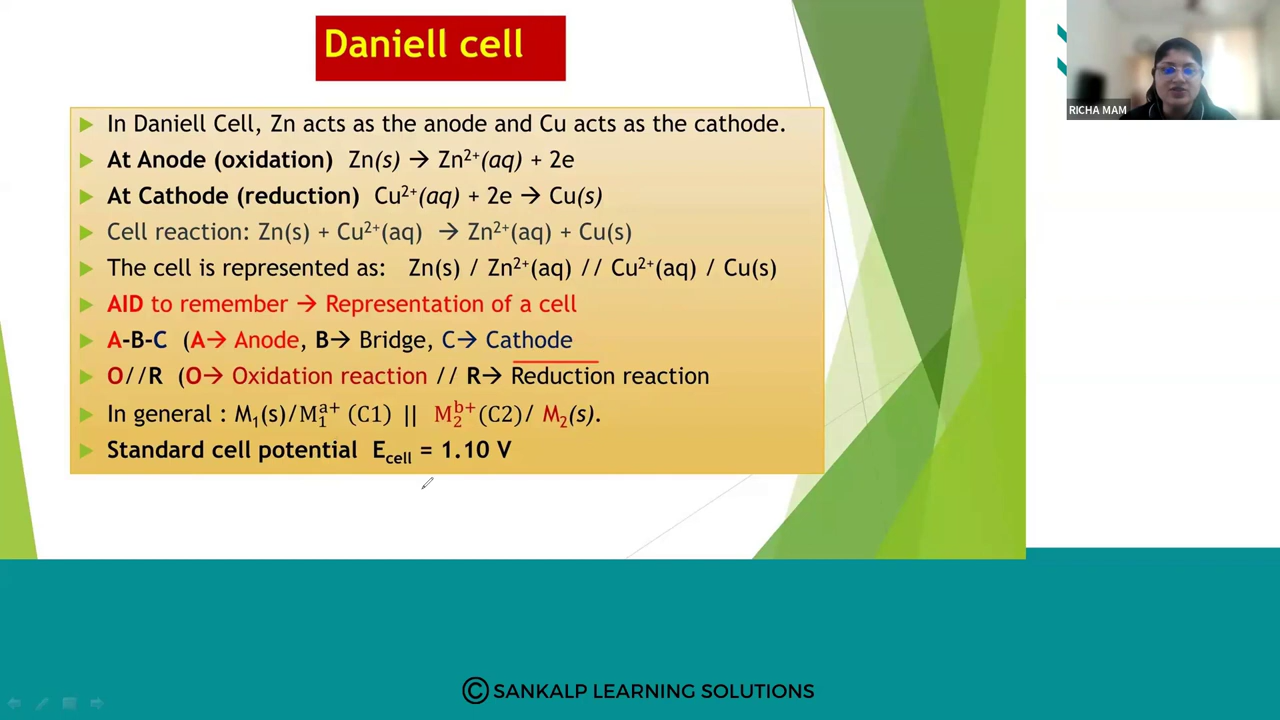 Daniell cell
RICHA MAM
In Daniell Cell, Zn acts as the anode and Cu acts as the cathode.
At Anode (oxidation) Zn(s) → Zn²⁺(aq) + 2e
At Cathode (reduction) Cu²⁺(aq) + 2e → Cu(s)
Cell reaction: Zn(s) + Cu²⁺(aq) → Zn²⁺(aq) + Cu(s)
The cell is represented as: Zn(s) / Zn²⁺(aq) // Cu²⁺(aq) / Cu(s)
AID to remember → Representation of a cell
A-B-C (A→ Anode, B→ Bridge, C→ Cathode
O//R (O→ Oxidation reaction // R→ Reduction reaction
In general : M₁(s)/M₁ᵃ⁺ (C1) || M₂ᵇ⁺(C2)/ M₂(s).
Standard cell potential E_cell = 1.10 V
© SANKALP LEARNING SOLUTIONS